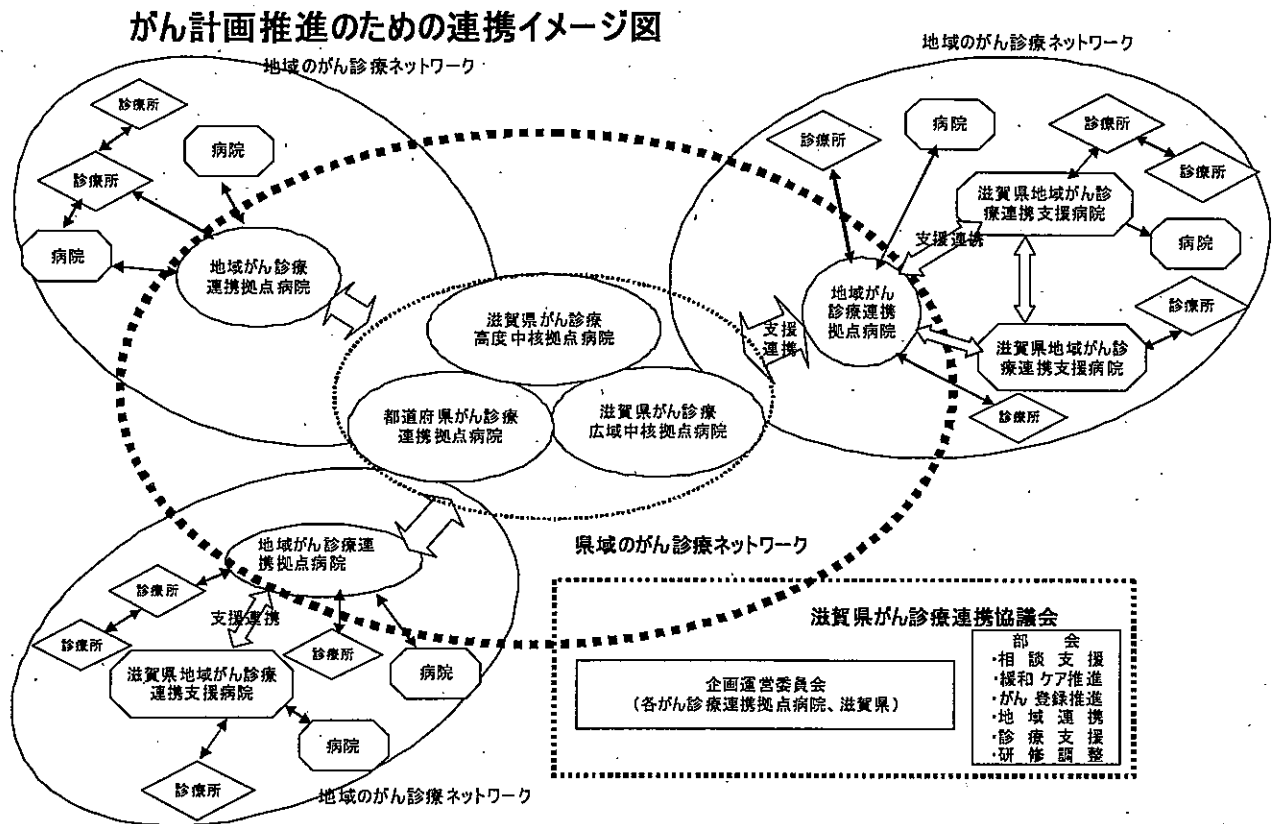 がん計画推進のための連携イメージ図
地域のがん診療ネットワーク
診療所
病院
診療所
病院
地域がん診療
連携拠点病院
地域のがん診療ネットワーク
診療所
病院
診療所
診療所
滋賀県地域がん診
療連携支援病院
病院
支援連携
地域がん
診療連携
拠点病院
診療所
滋賀県地域がん診
療連携支援病院
診療所
支援
連携
滋賀県がん診療
高度中核拠点病院
都道府県がん診療
連携拠点病院
滋賀県がん診療
広域中核拠点病院
県域のがん診療ネットワーク
地域がん診療連
携拠点病院
診療所
支援連携
診療所
診療所
病院
滋賀県地域がん診療
連携支援病院
病院
診療所
地域のがん診療ネットワーク
滋賀県がん診療連携協議会
企画運営委員会
(各がん診療連携拠点病院、滋賀県)
部会
・相談支援
・緩和ケア推進
・がん登録推進
・地域連携
・診療支援
・研修調整